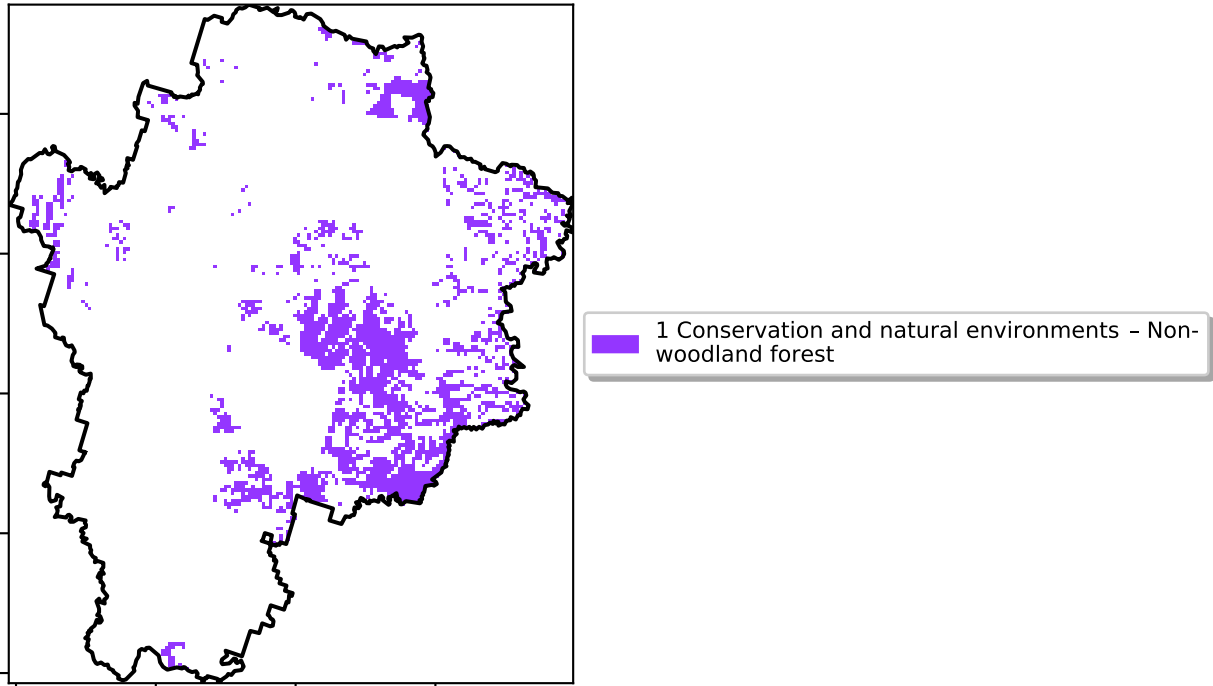 1 Conservation and natural environments – Non-
woodland forest